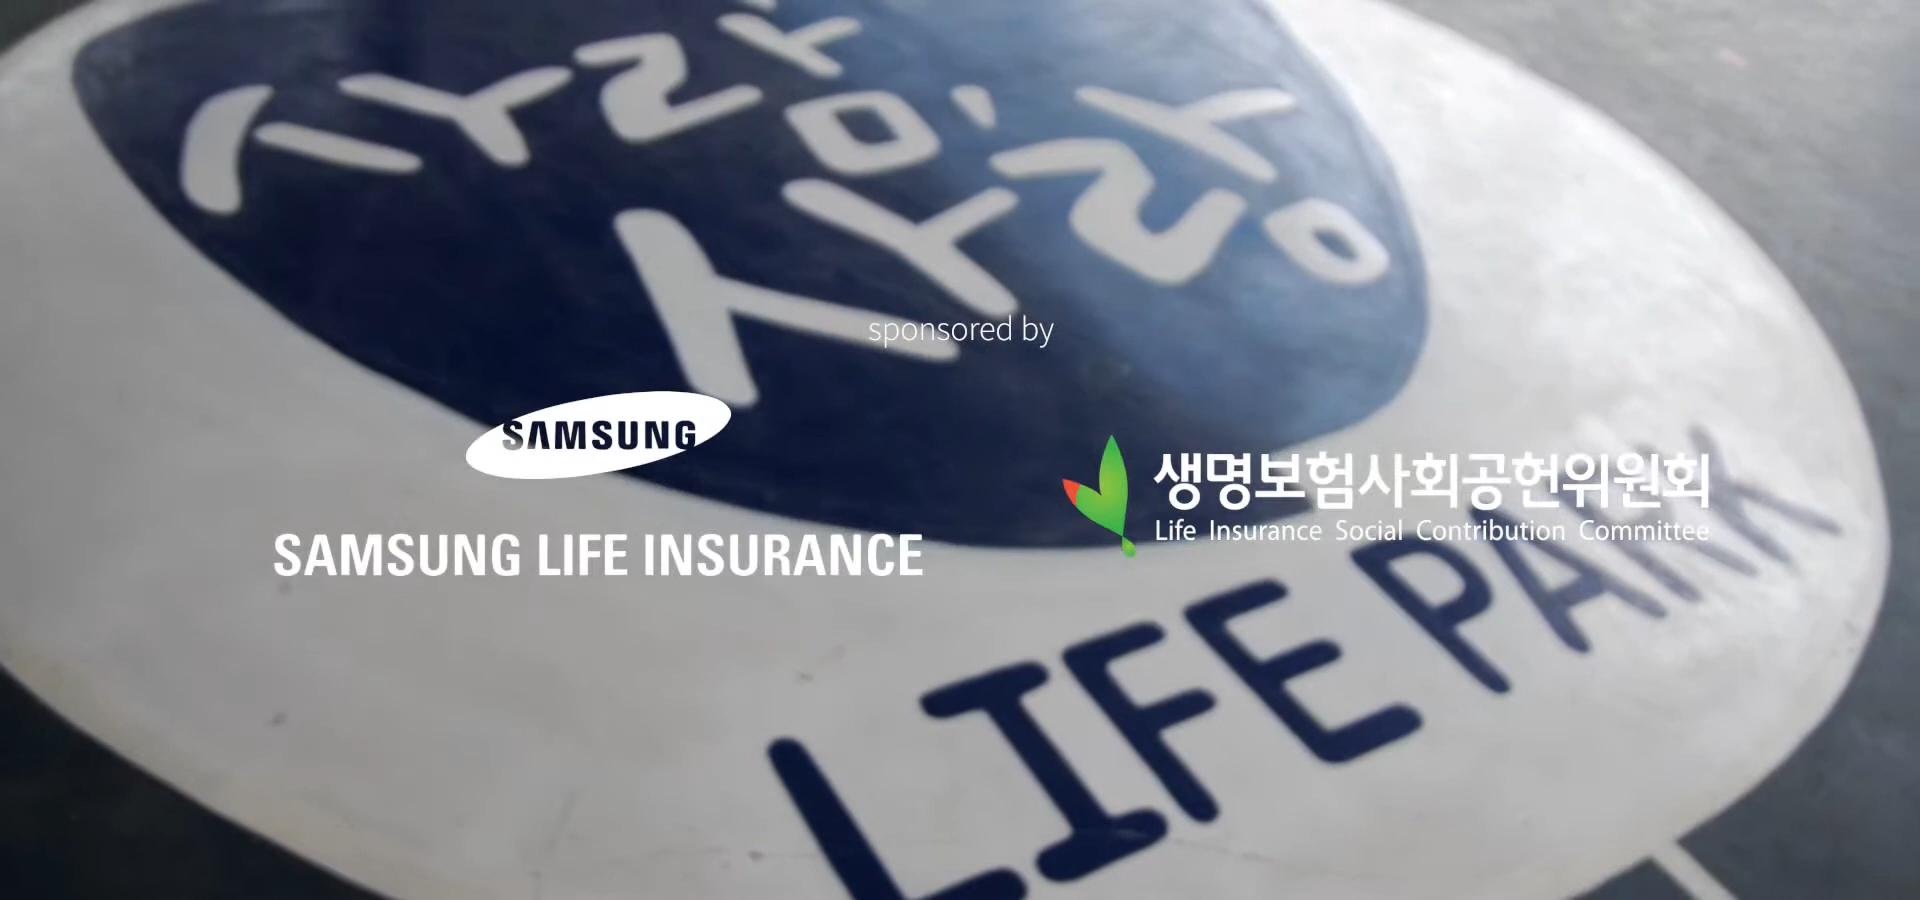 사람
사랑
sponsored by
SAMSUNG
SAMSUNG LIFE INSURANCE
생명보험사회공헌위원회
Life Insurance Social Contribution Committee
LIFE PARK